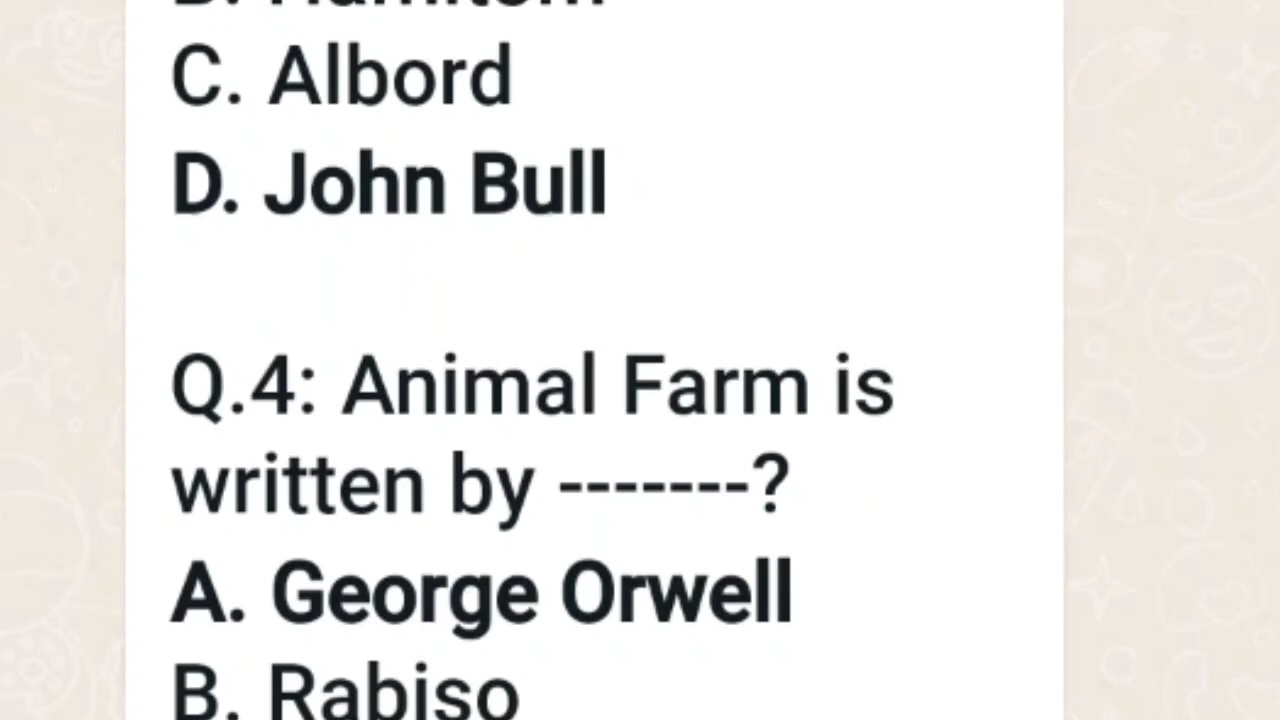 C. Albord
D. John Bull
Q.4: Animal Farm is
written by -------?
A. George Orwell
B. Rabiso